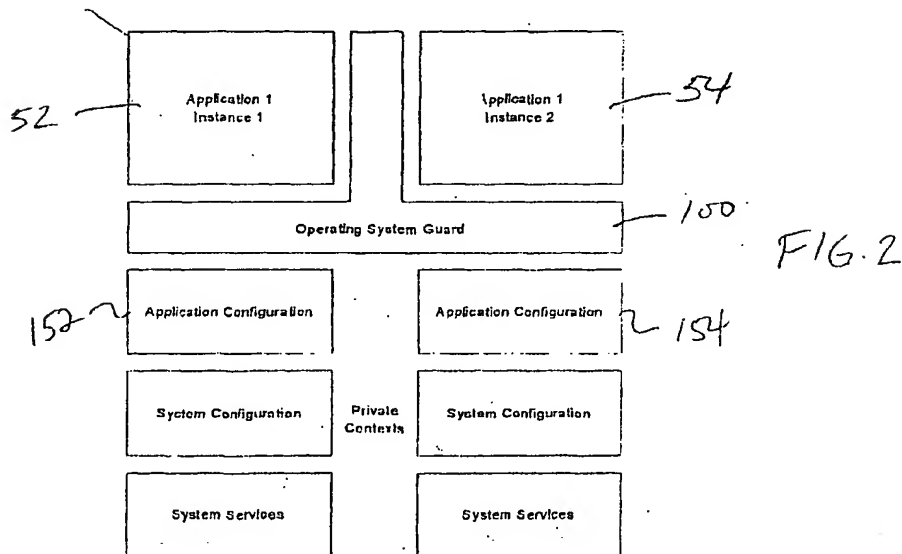 Application 1
Instance 1
Application 1
Instance 2
52
54
Operating System Guard
100
FIG. 2
Application Configuration
Application Configuration
152
154
System Configuration
Private
Contexts
System Configuration
System Services
System Services